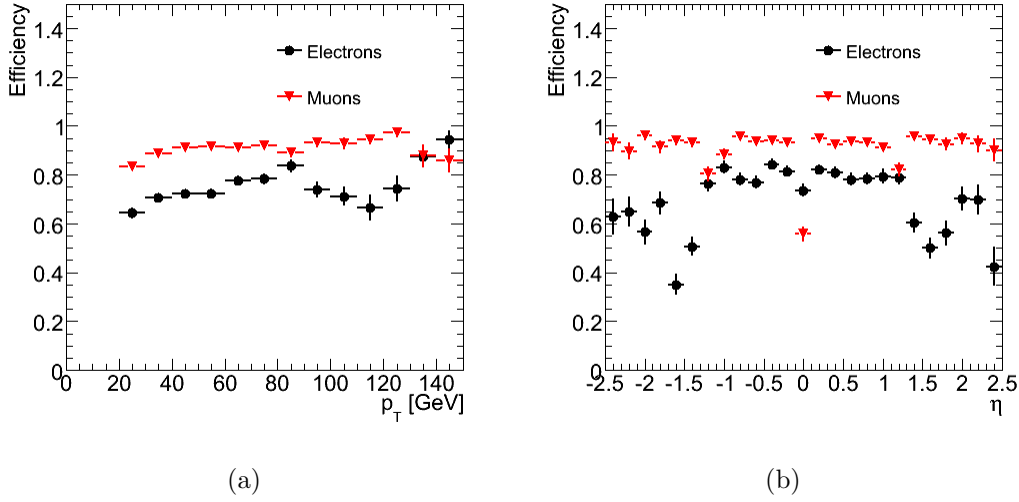 Efficiency
1.4
1.2
1
0.8
0.6
0.4
0.2
0
Electrons
Muons
0 20 40 60 80 100 120 140
p_T [GeV]
(a)
Efficiency
1.4
1.2
1
0.8
0.6
0.4
0.2
0
Electrons
Muons
-2.5 -2 -1.5 -1 -0.5 0 0.5 1 1.5 2 2.5
η
(b)